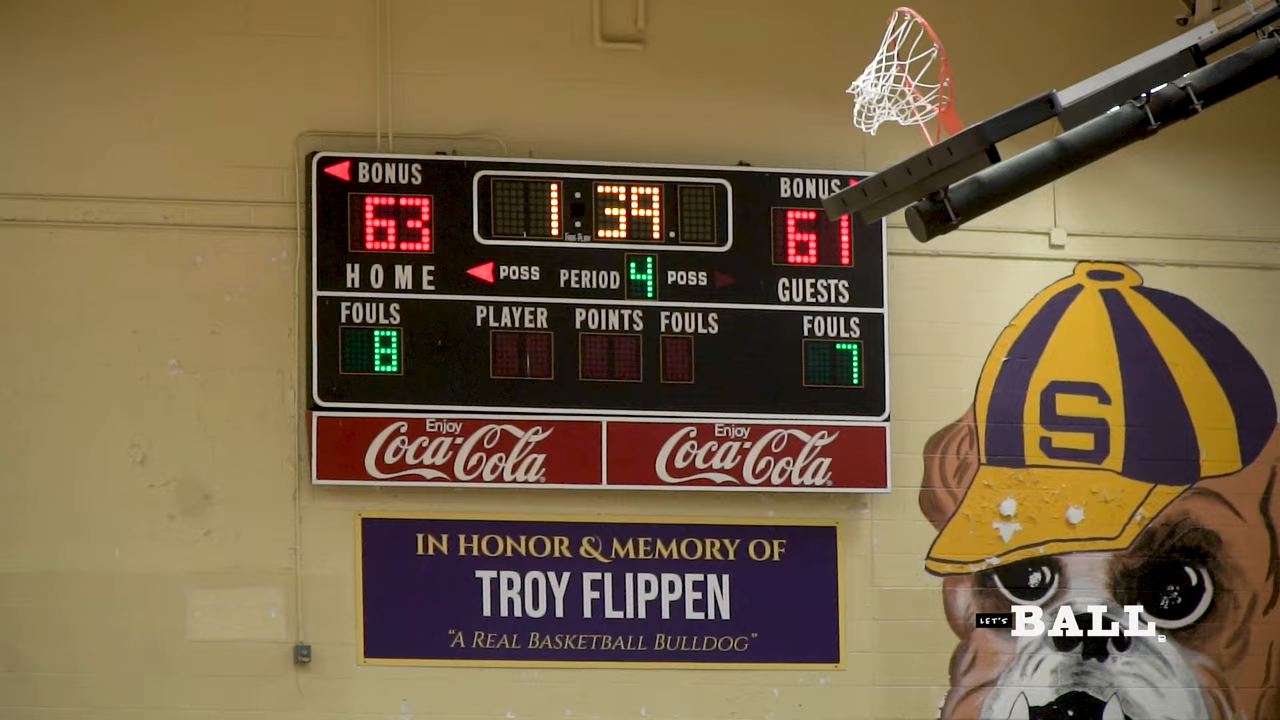 BONUS
1:39
BONUS
63
61
HOME
POSS
PERIOD 4
POSS
GUESTS
FOULS
PLAYER
POINTS
FOULS
FOULS
8
7
Enjoy
Coca-Cola
Enjoy
Coca-Cola
IN HONOR & MEMORY OF
TROY FLIPPEN
"A REAL BASKETBALL BULLDOG"
S
LET'S BALL